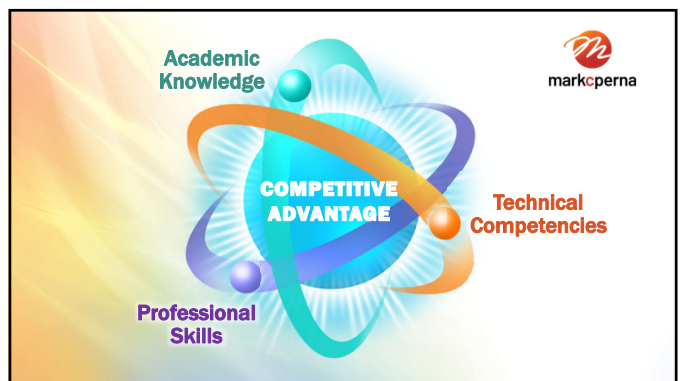 Academic
Knowledge
markcperna
COMPETITIVE
ADVANTAGE
Technical
Competencies
Professional
Skills